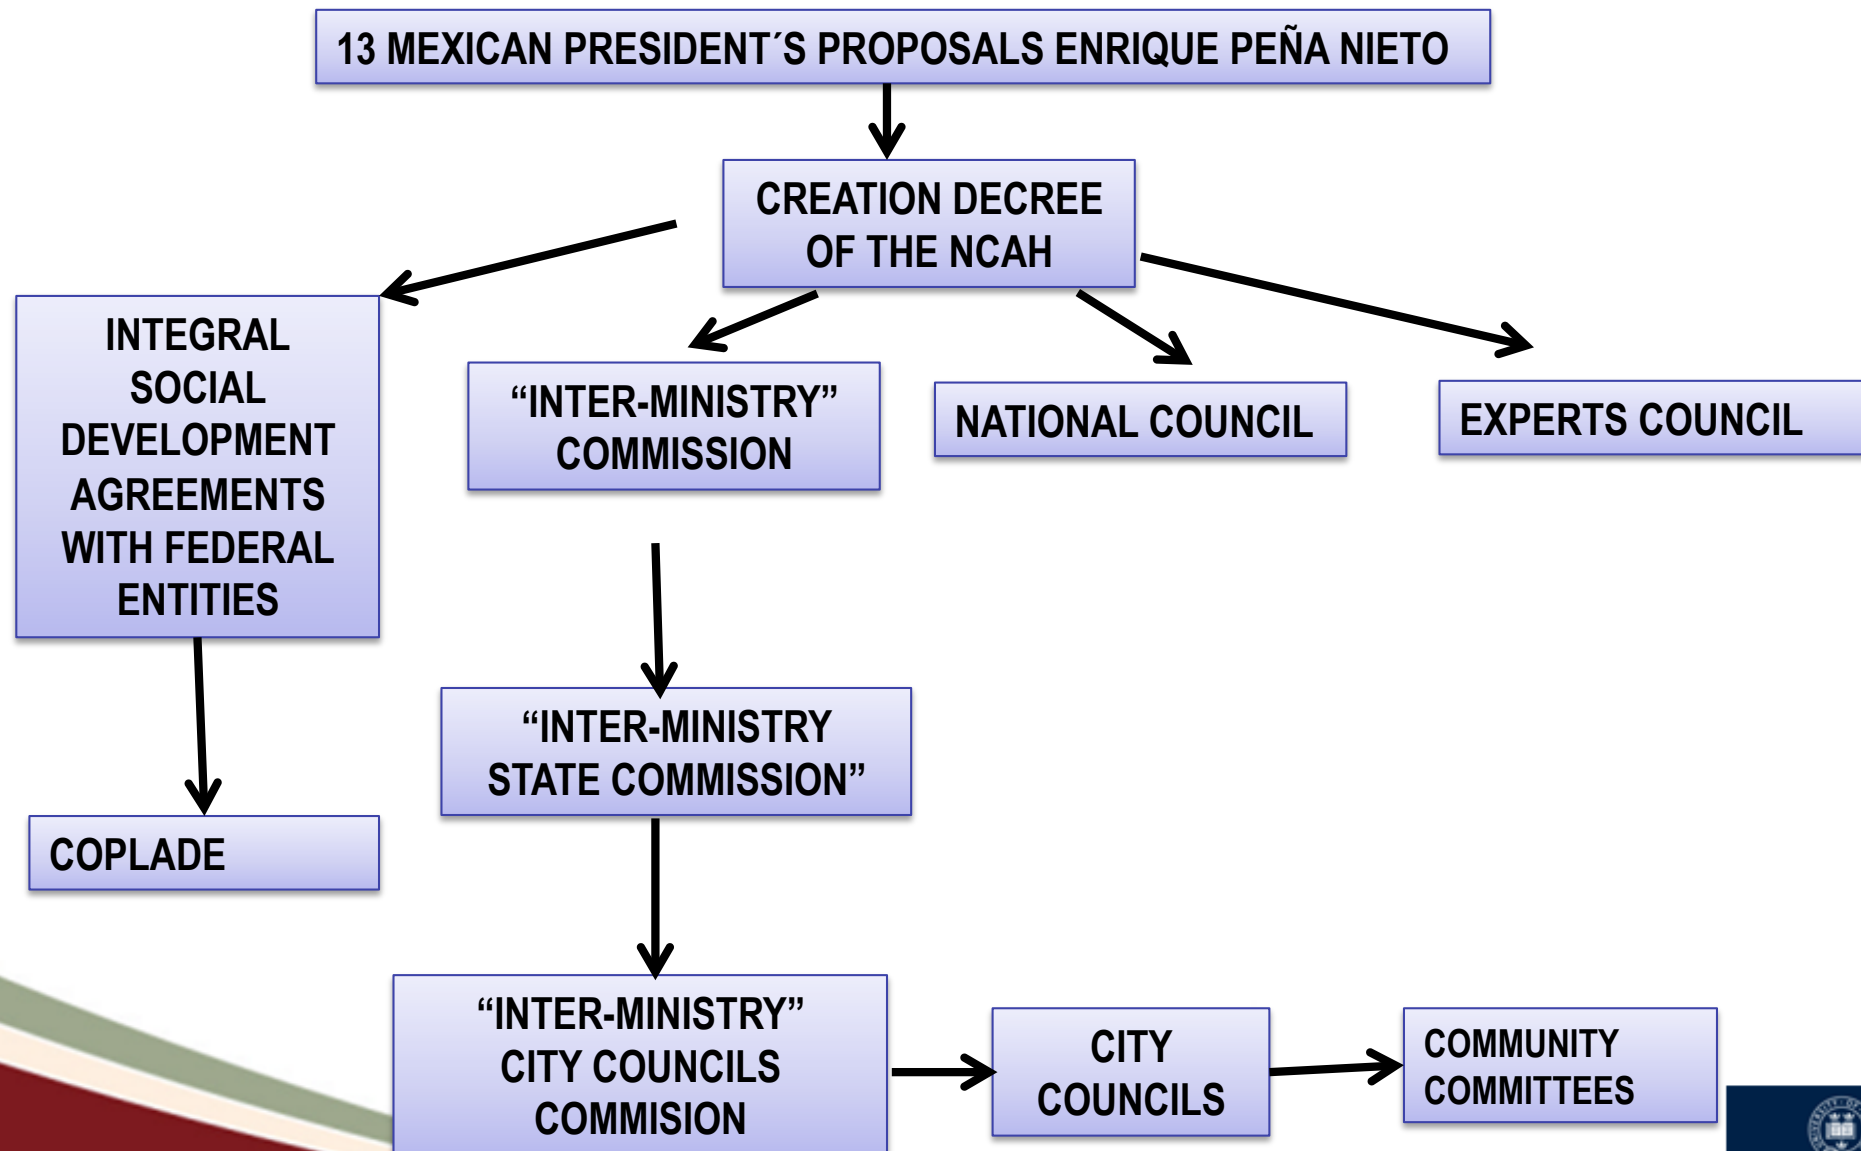 13 MEXICAN PRESIDENT´S PROPOSALS ENRIQUE PEÑA NIETO
CREATION DECREE
OF THE NCAH
INTEGRAL
SOCIAL
DEVELOPMENT
AGREEMENTS
WITH FEDERAL
ENTITIES
“INTER-MINISTRY”
COMMISSION
NATIONAL COUNCIL
EXPERTS COUNCIL
“INTER-MINISTRY
STATE COMMISSION”
COPLADE
“INTER-MINISTRY”
CITY COUNCILS
COMMISION
CITY
COUNCILS
COMMUNITY
COMMITTEES